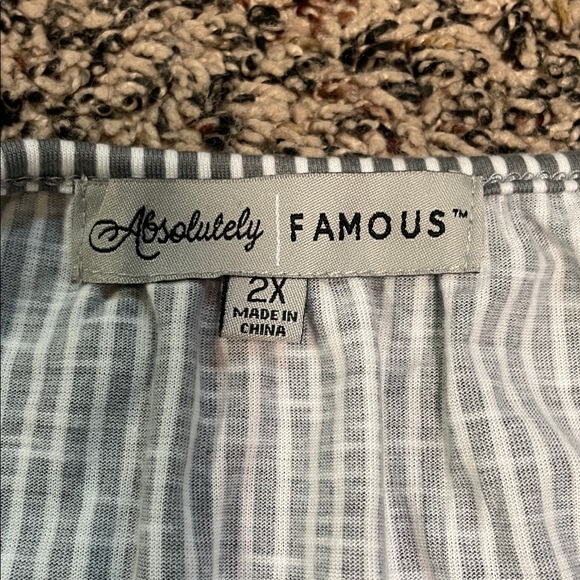 Absolutely FAMOUS™
2X
MADE IN
CHINA